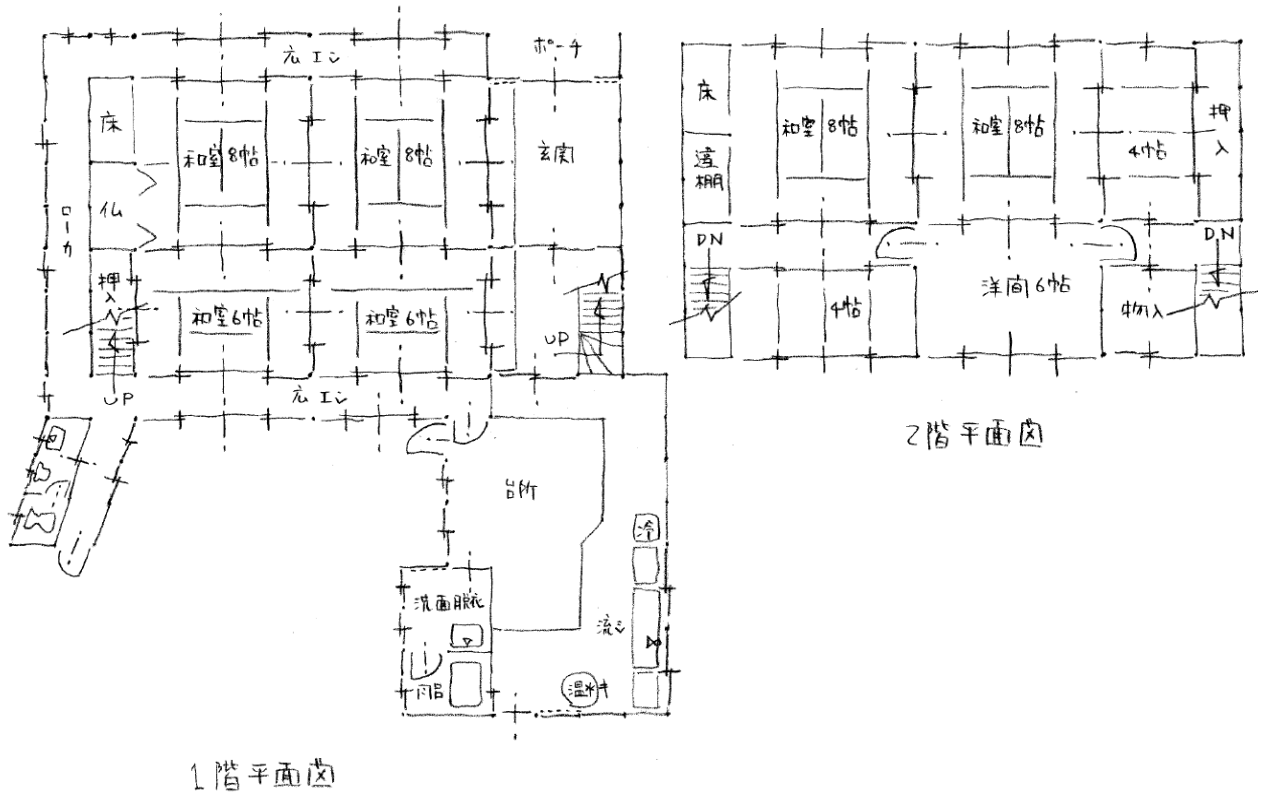 広エン
ポーチ
床
和室8帖
和室8帖
玄関
仏
ローカ
押入
和室6帖
和室6帖
UP
UP
広エン
台所
冷
洗面脱衣
流シ
風呂
温水キ
1階平面図
床
和室8帖
和室8帖
押入
違棚
4帖
DN
DN
洋間6帖
4帖
物入
2階平面図